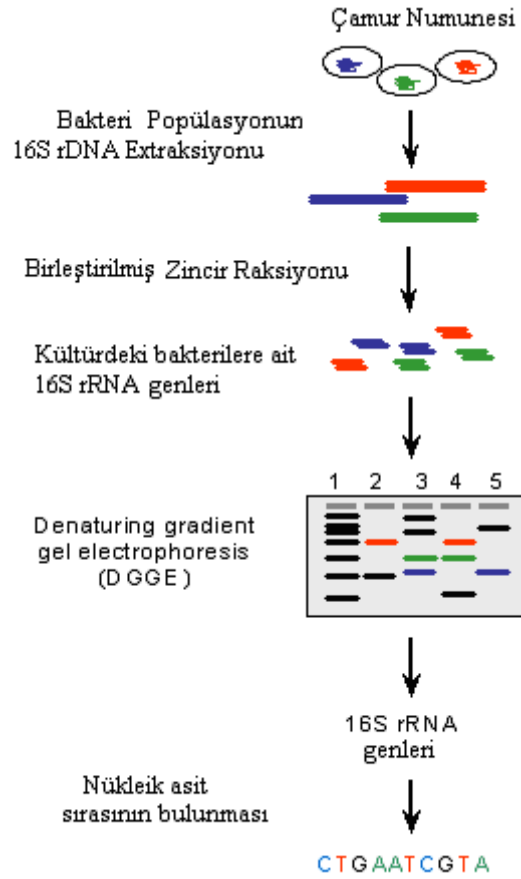 Çamur Numunesi
Bakteri Popülasyonun
16S rDNA Extraksiyonu
Birleştirilmiş Zincir Raksiyonu
Kültürdeki bakterilere ait
16S rRNA genleri
1 2 3 4 5
Denaturing gradient
gel electrophoresis
(DGGE)
16S rRNA
genleri
Nükleik asit
sırasının bulunması
CTGAATCGTA